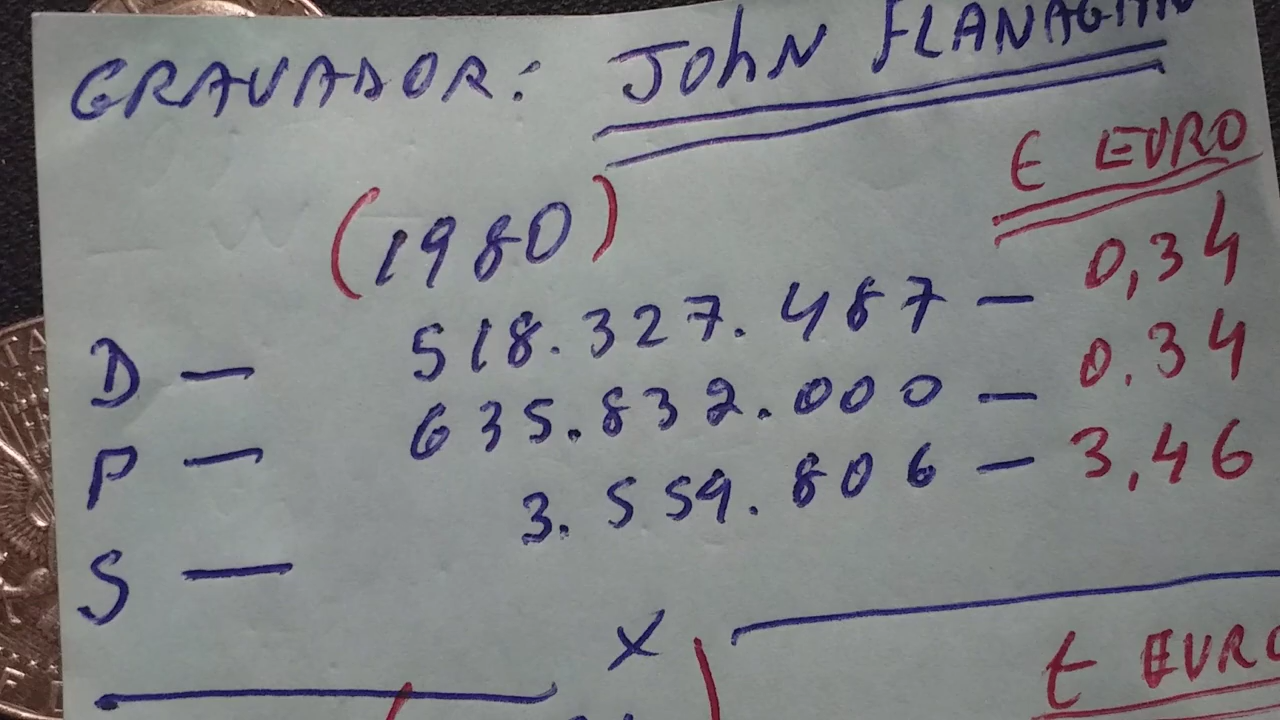 GRAVADOR: JOHN FLANAGAN
€ EURO
(1980)
D - 518.327.487 - 0,34
P - 635.832.000 - 0.34
S - 3.559.806 - 3,46
X
€ EURO